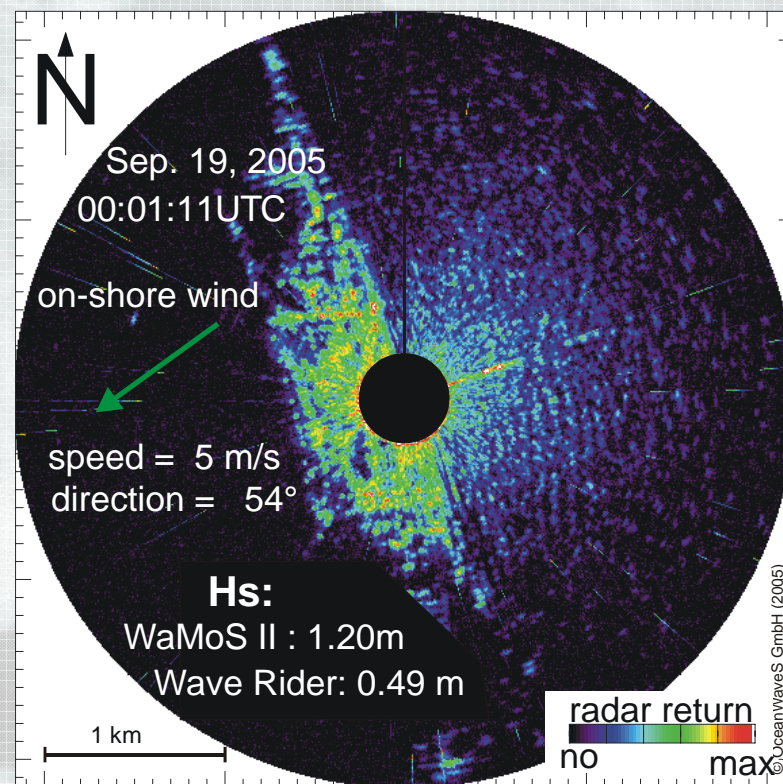 N
Sep. 19, 2005
00:01:11UTC
on-shore wind
speed = 5 m/s
direction = 54°
Hs:
WaMoS II : 1.20m
Wave Rider: 0.49 m
1 km
radar return
no
max
©OceanWaveS GmbH (2005)